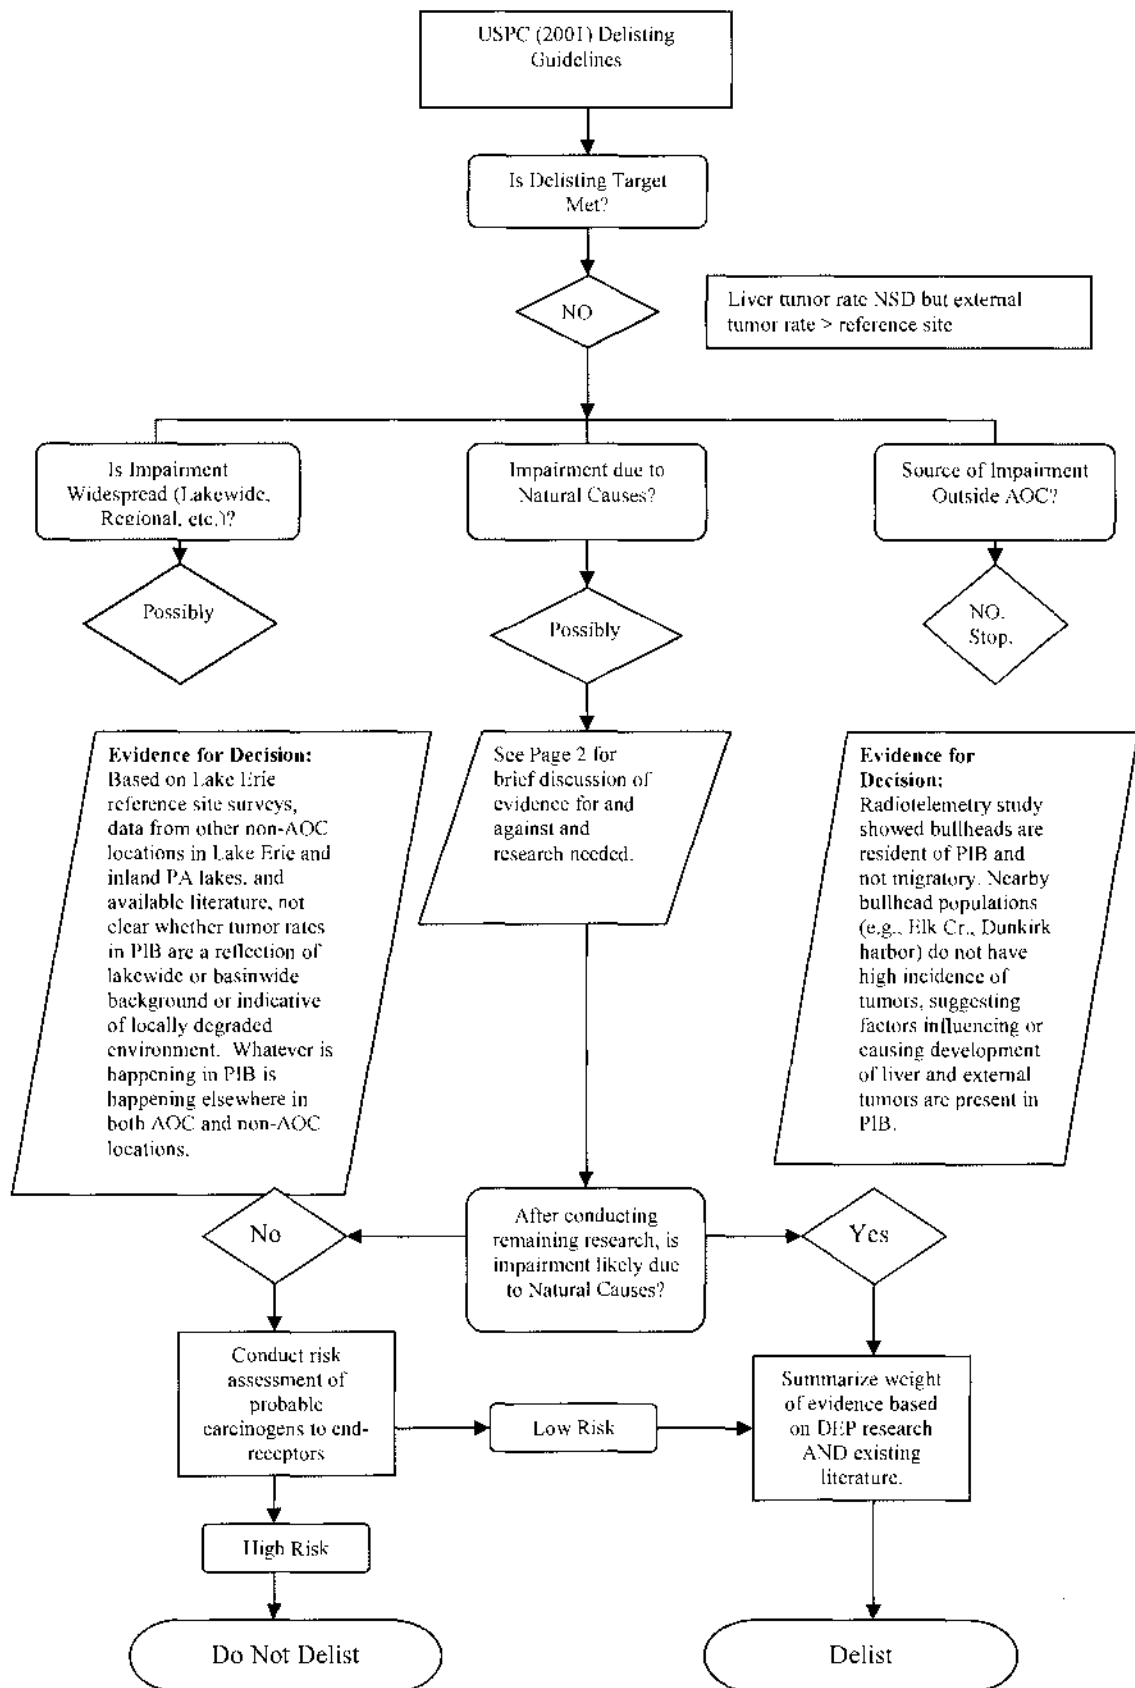 USPC (2001) Delisting
Guidelines
Is Delisting Target
Met?
NO
Liver tumor rate NSD but external
tumor rate > reference site
Is Impairment
Widespread (Lakewide,
Regional, etc.)?
Impairment due to
Natural Causes?
Source of Impairment
Outside AOC?
Possibly
Possibly
NO.
Stop.
Evidence for Decision:
Based on Lake Erie
reference site surveys,
data from other non-AOC
locations in Lake Erie and
inland PA lakes, and
available literature, not
clear whether tumor rates
in PIB are a reflection of
lakewide or basinwide
background or indicative
of locally degraded
environment. Whatever is
happening in PIB is
happening elsewhere in
both AOC and non-AOC
locations.
See Page 2 for
brief discussion of
evidence for and
against and
research needed.
Evidence for
Decision:
Radiotelemetry study
showed bullheads are
resident of PIB and
not migratory. Nearby
bullhead populations
(e.g., Elk Cr., Dunkirk
harbor) do not have
high incidence of
tumors, suggesting
factors influencing or
causing development
of liver and external
tumors are present in
PIB.
No
After conducting
remaining research, is
impairment likely due
to Natural Causes?
Yes
Conduct risk
assessment of
probable
carcinogens to end-
receptors
Low Risk
Summarize weight
of evidence based
on DEP research
AND existing
literature.
High Risk
Do Not Delist
Delist